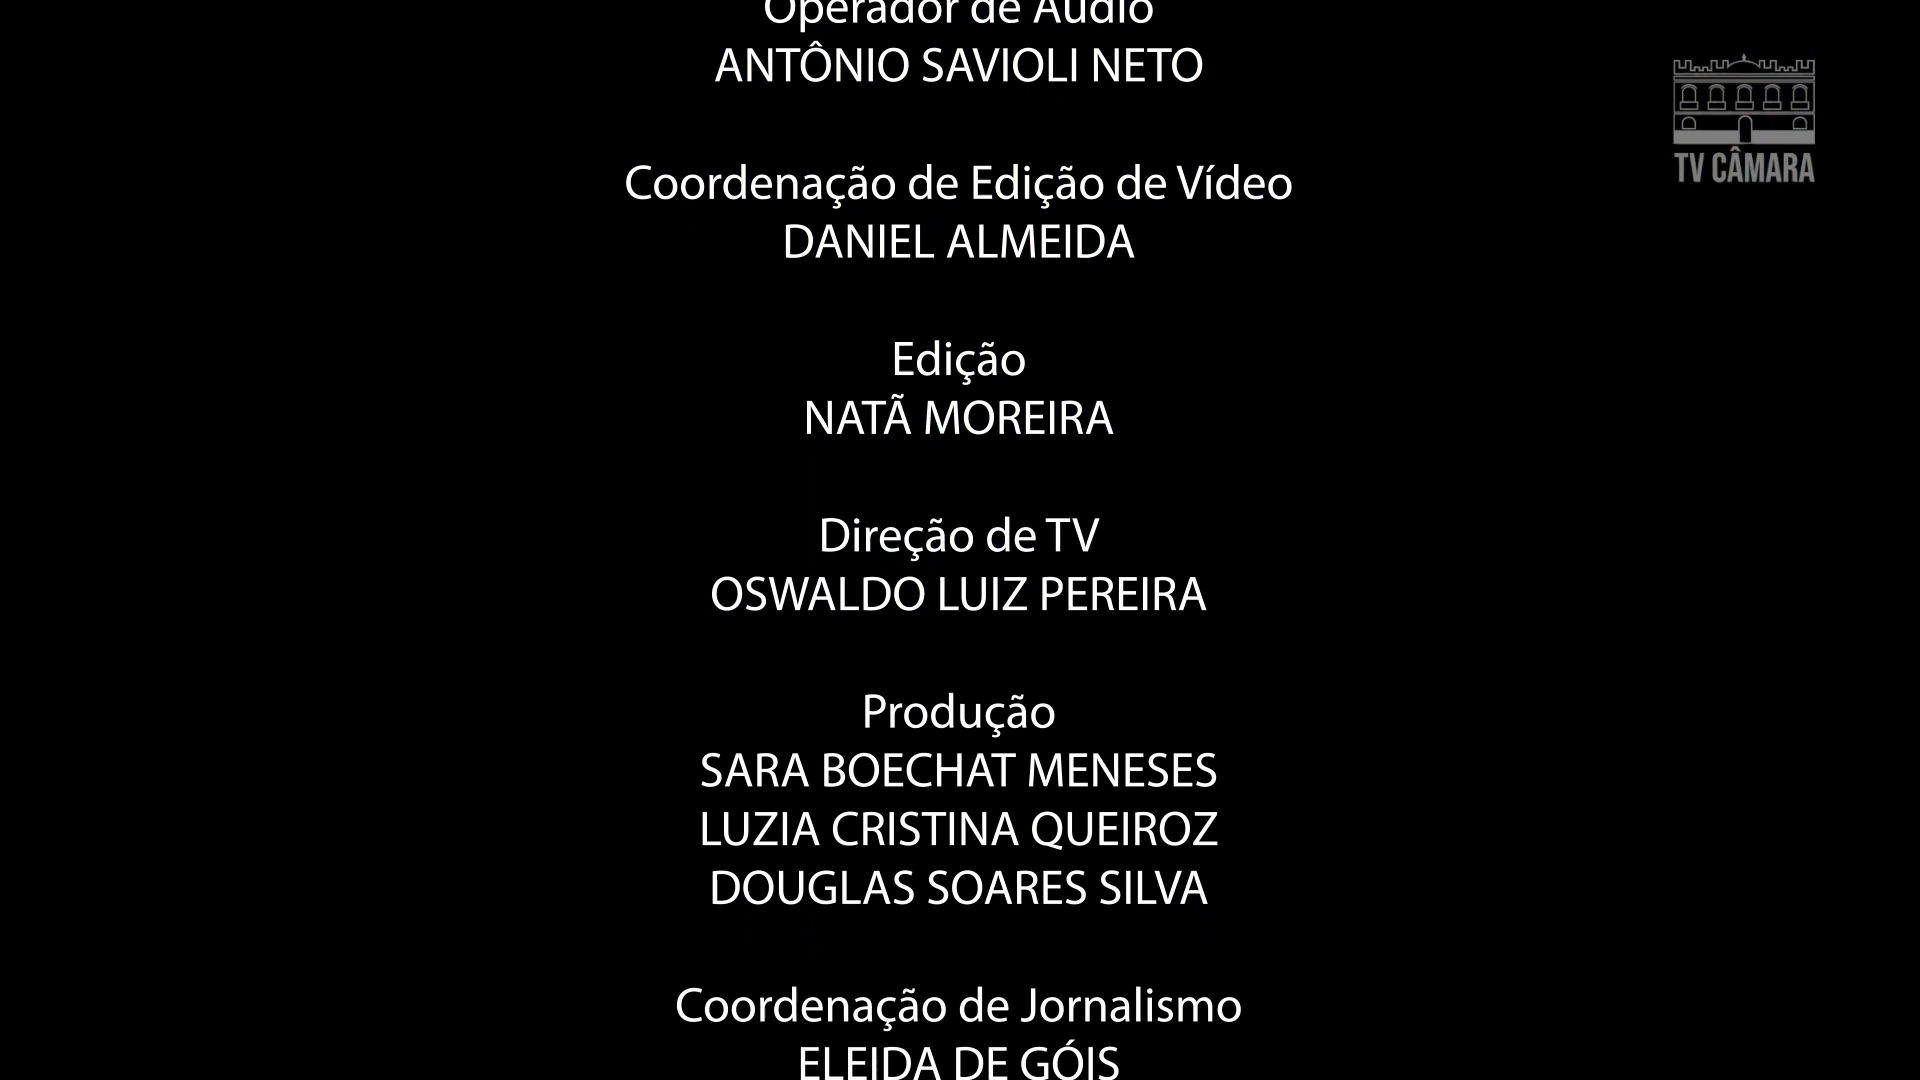 Operador de Áudio
ANTÔNIO SAVIOLI NETO
TV CÂMARA
Coordenação de Edição de Vídeo
DANIEL ALMEIDA
Edição
NATÃ MOREIRA
Direção de TV
OSWALDO LUIZ PEREIRA
Produção
SARA BOECHAT MENESES
LUZIA CRISTINA QUEIROZ
DOUGLAS SOARES SILVA
Coordenação de Jornalismo
ELEIDA DE GÓIS